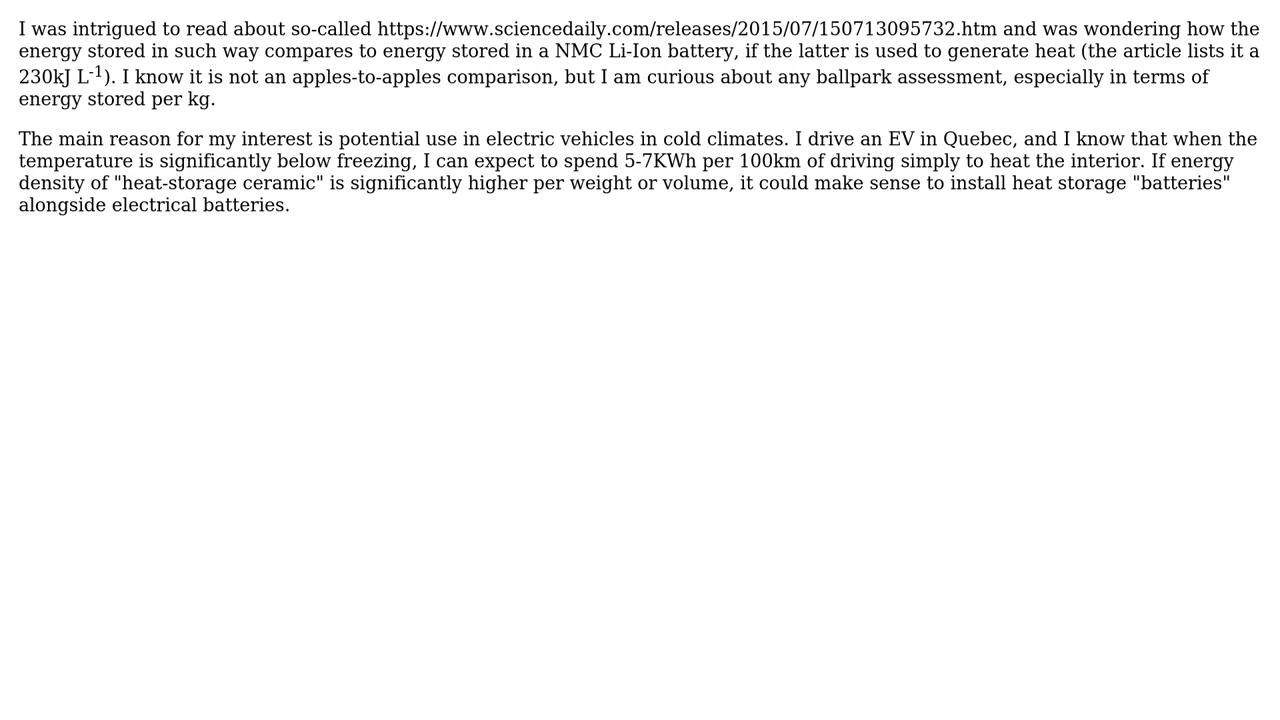 I was intrigued to read about so-called https://www.sciencedaily.com/releases/2015/07/150713095732.htm and was wondering how the
energy stored in such way compares to energy stored in a NMC Li-Ion battery, if the latter is used to generate heat (the article lists it a
230kJ L⁻¹). I know it is not an apples-to-apples comparison, but I am curious about any ballpark assessment, especially in terms of
energy stored per kg.
The main reason for my interest is potential use in electric vehicles in cold climates. I drive an EV in Quebec, and I know that when the
temperature is significantly below freezing, I can expect to spend 5-7KWh per 100km of driving simply to heat the interior. If energy
density of "heat-storage ceramic" is significantly higher per weight or volume, it could make sense to install heat storage "batteries"
alongside electrical batteries.